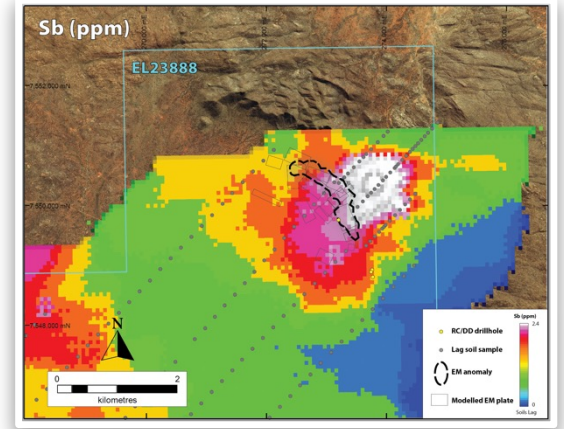 Sb (ppm)
EL23888
7,552,000 mN
7,550,000 mN
7,548,000 mN
N
0 2
kilometres
RC/DD drillhole
Lag soil sample
EM anomaly
Modelled EM plate
Sb (ppm)
2.4
0
Soils Lag